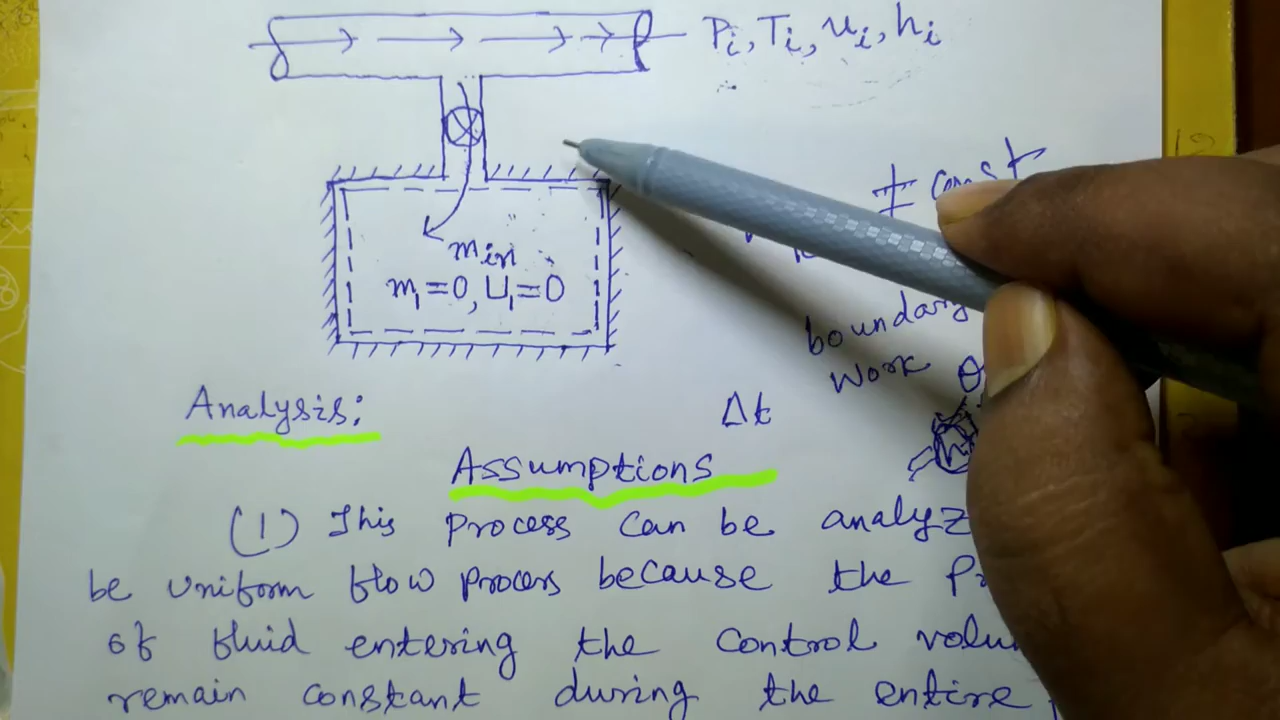 Pi, Ti, ui, hi
≠ const
min
m1=0, U1=0
boundary
Work
Analysis:
Δt
Assumptions
(1) This process can be
be uniform flow process because the
of fluid entering the control
remain constant during the entire